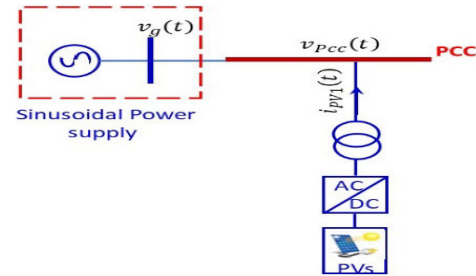 v_g(t)
v_Pcc(t)
PCC
Sinusoidal Power
supply
i_PV1(t)
AC
DC
PVs